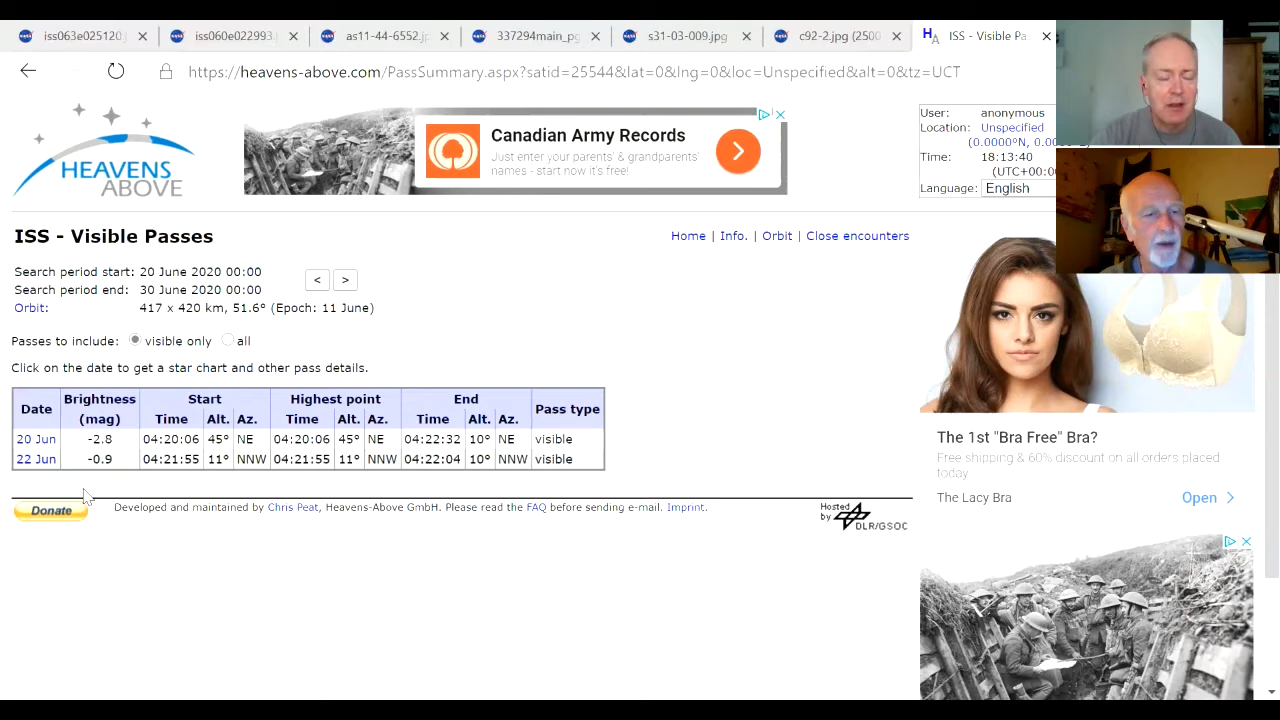 iss063e025120.j
iss060e022993.
as11-44-6552.j
337294main_pg
s31-03-009.jpg
c92-2.jpg (2500
ISS - Visible Pa
https://heavens-above.com/PassSummary.aspx?satid=25544&lat=0&lng=0&loc=Unspecified&alt=0&tz=UCT
HEAVENS
ABOVE
Canadian Army Records
Just enter your parents' & grandparents'
names - start now it's free!
User: anonymous
Location: Unspecified
(0.0000°N,
Time: 18:13:40
(UTC+00:0
Language: English
ISS - Visible Passes
Home | Info. | Orbit | Close encounters
Search period start: 20 June 2020 00:00
Search period end: 30 June 2020 00:00
< >
Orbit: 417 x 420 km, 51.6° (Epoch: 11 June)
Passes to include: visible only all
Click on the date to get a star chart and other pass details.
Date Brightness (mag) Start Highest point End Pass type
Time Alt. Az. Time Alt. Az. Time Alt. Az.
20 Jun -2.8 04:20:06 45° NE 04:20:06 45° NE 04:22:32 10° NE visible
22 Jun -0.9 04:21:55 11° NNW 04:21:55 11° NNW 04:22:04 10° NNW visible
Donate
Developed and maintained by Chris Peat, Heavens-Above GmbH. Please read the FAQ before sending e-mail. Imprint.
Hosted
by
DLR/GSOC
The 1st "Bra Free" Bra?
Free shipping & 60% discount on all orders placed
today
The Lacy Bra
Open